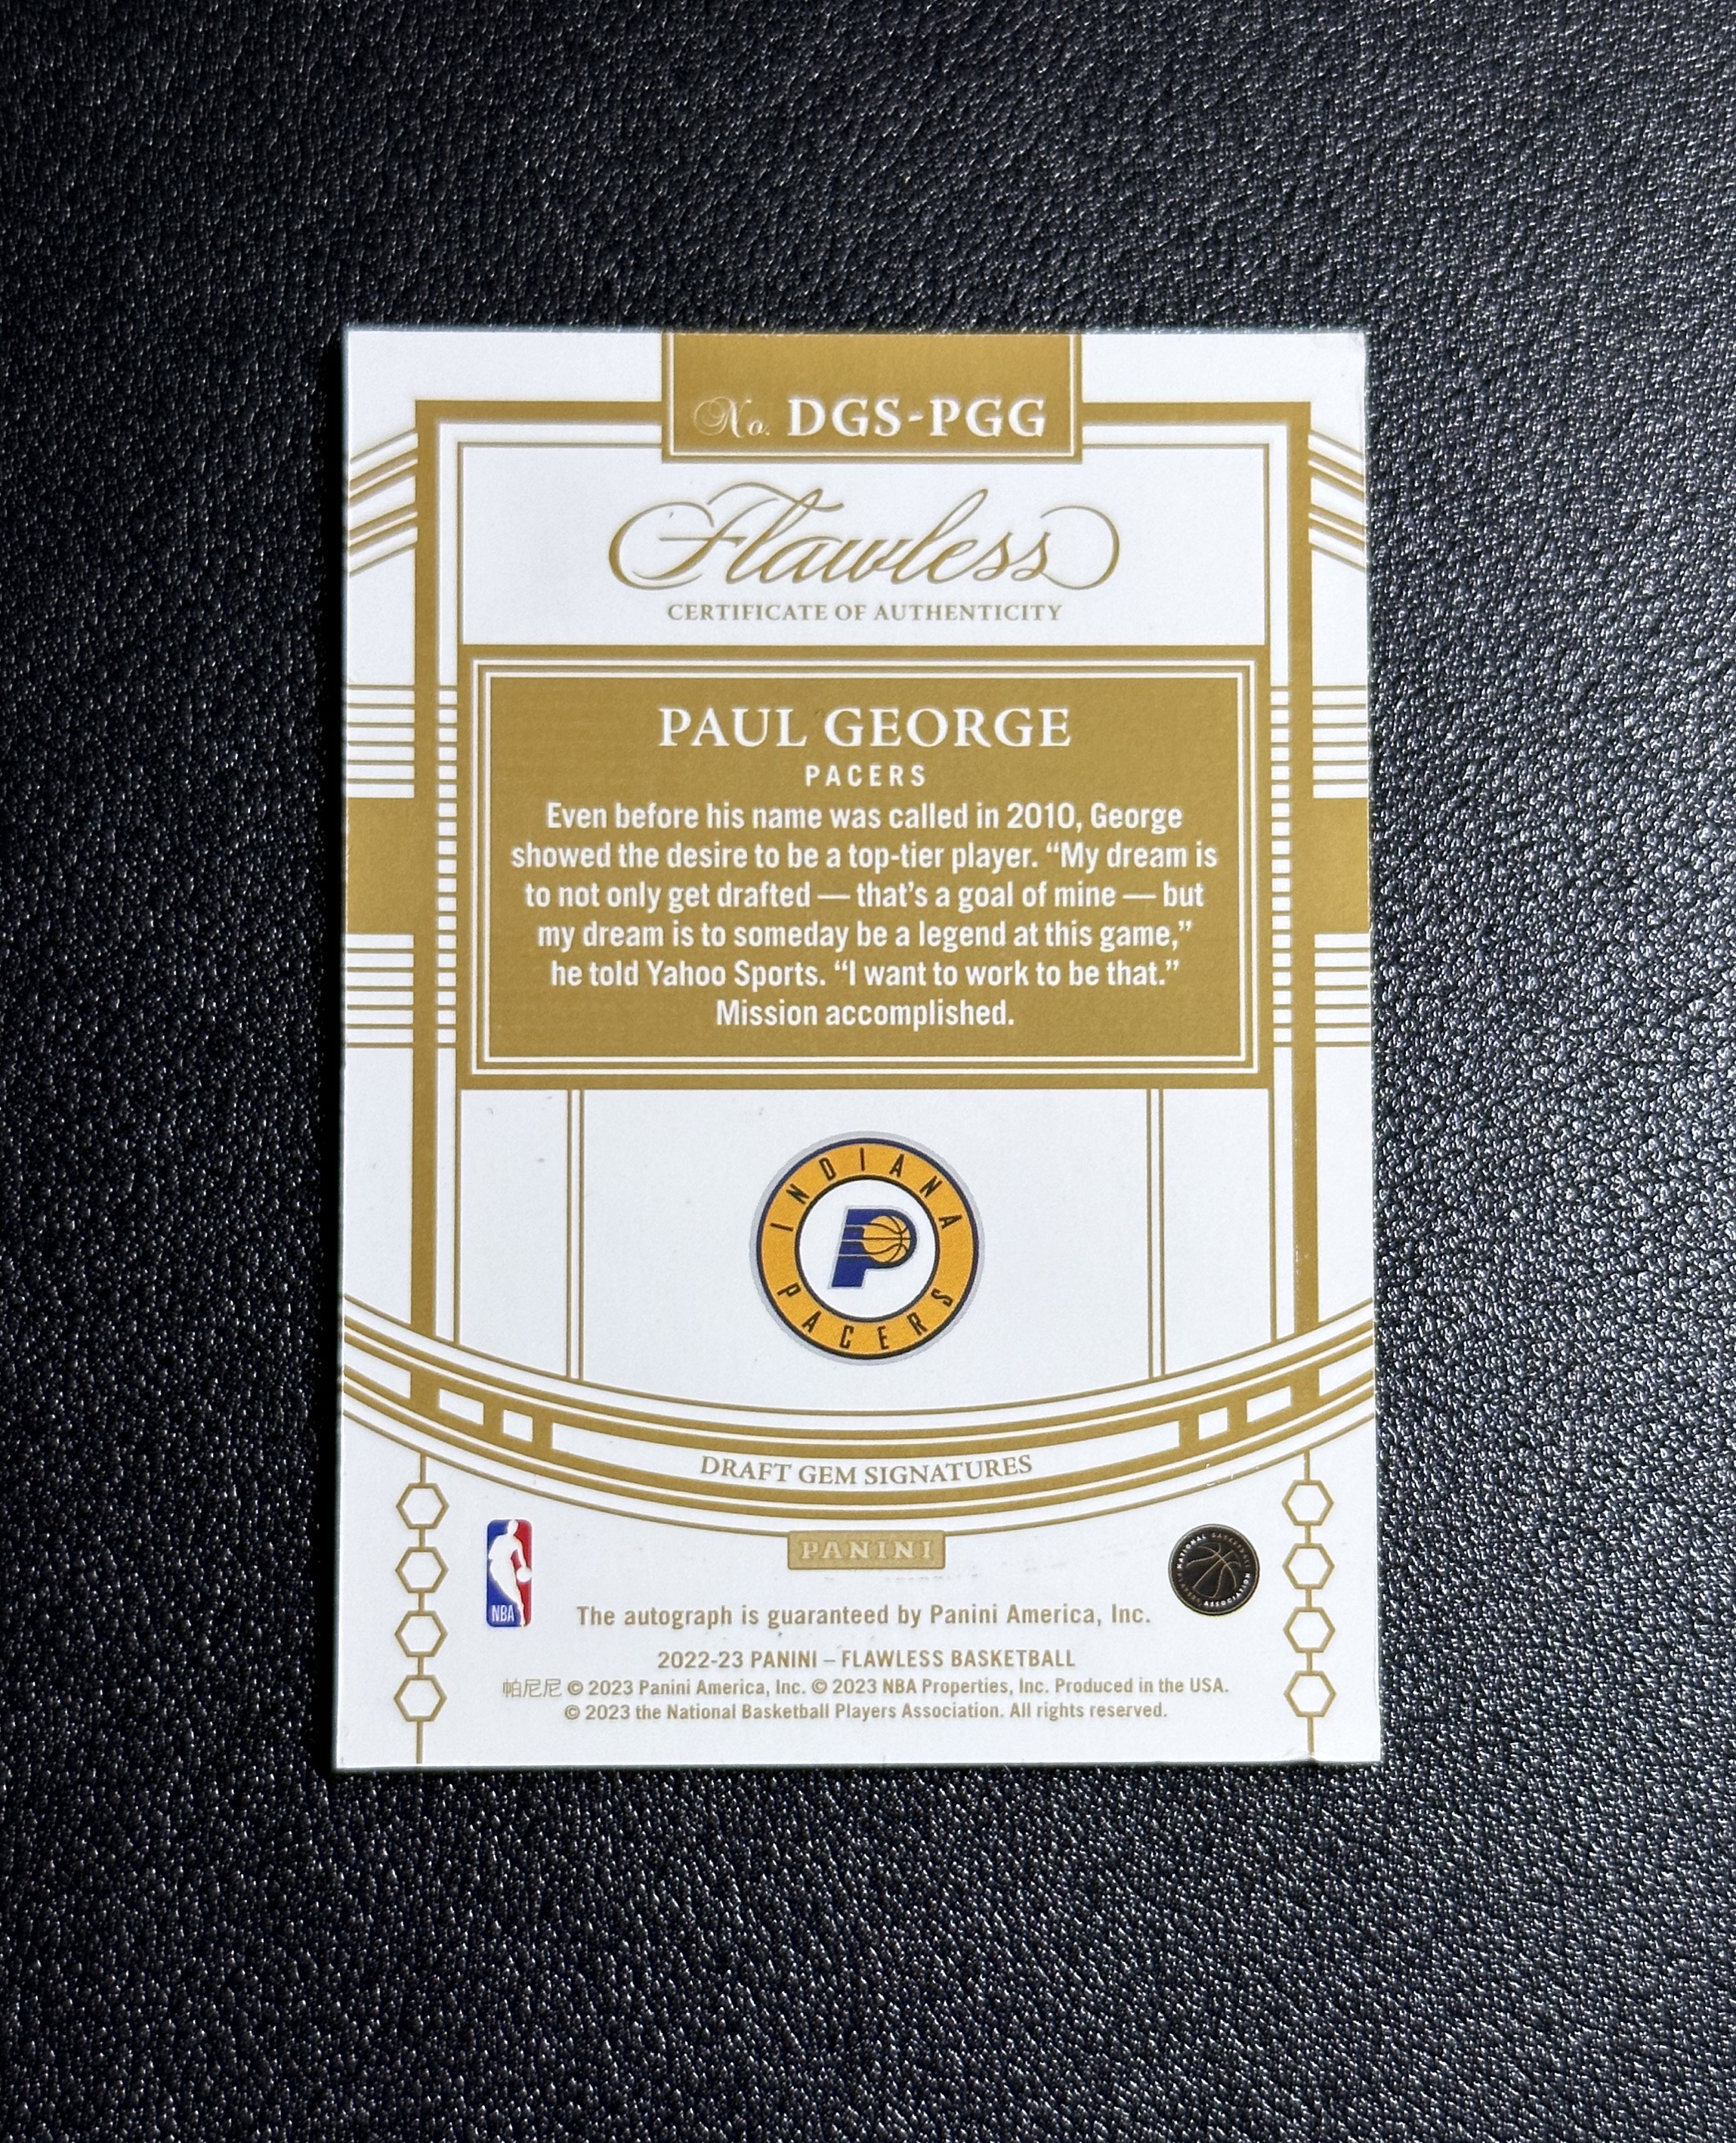 No. DGS-PGG
Flawless
CERTIFICATE OF AUTHENTICITY
PAUL GEORGE
PACERS
Even before his name was called in 2010, George
showed the desire to be a top-tier player. “My dream is
to not only get drafted — that’s a goal of mine — but
my dream is to someday be a legend at this game,”
he told Yahoo Sports. “I want to work to be that.”
Mission accomplished.
INDIANA
PACERS
DRAFT GEM SIGNATURES
PANINI
NBA
NATIONAL BASKETBALL
PLAYERS ASSOCIATION
The autograph is guaranteed by Panini America, Inc.
2022-23 PANINI – FLAWLESS BASKETBALL
帕尼尼 © 2023 Panini America, Inc. © 2023 NBA Properties, Inc. Produced in the USA.
© 2023 the National Basketball Players Association. All rights reserved.